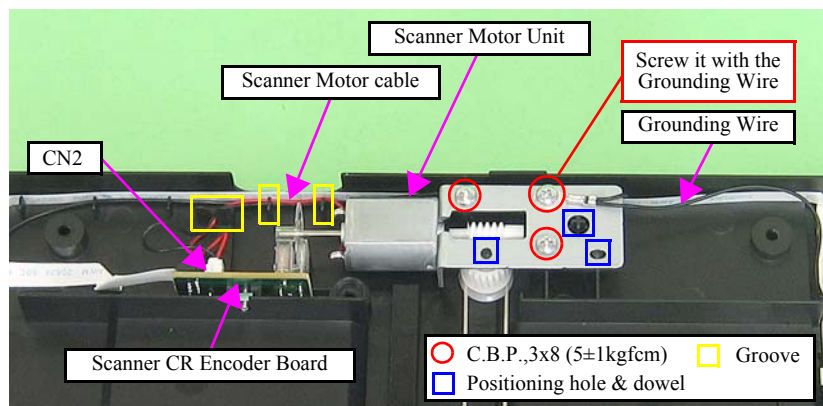 Scanner Motor Unit
Screw it with the
Grounding Wire
Scanner Motor cable
Grounding Wire
CN2
Scanner CR Encoder Board
C.B.P.,3x8 (5±1kgfcm)
Groove
Positioning hole & dowel